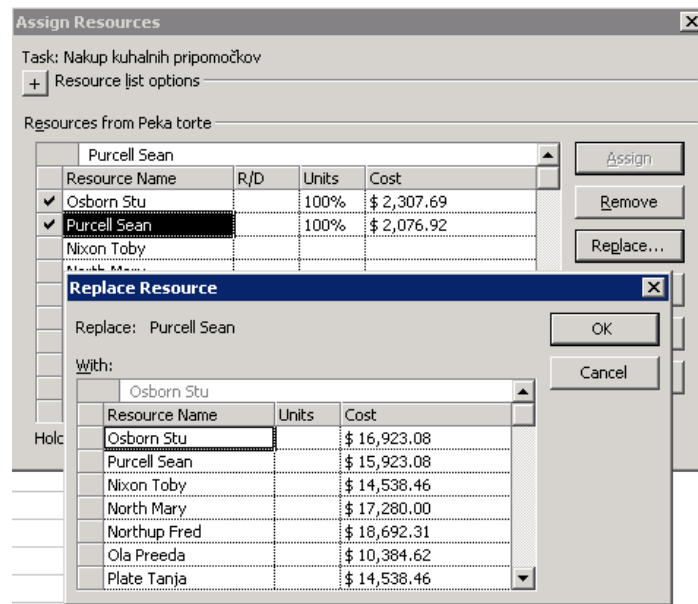 Assign Resources
Task: Nakup kuhalnih pripomočkov
+ Resource list options
Resources from Peka torte
Purcell Sean
Assign
Resource Name R/D Units Cost
Osborn Stu 100% $ 2,307.69
Remove
Purcell Sean 100% $ 2,076.92
Replace...
Nixon Toby
North Mary
Replace Resource
Replace: Purcell Sean
OK
With:
Cancel
Osborn Stu
Resource Name Units Cost
Osborn Stu $ 16,923.08
Hold
Purcell Sean $ 15,923.08
Nixon Toby $ 14,538.46
North Mary $ 17,280.00
Northup Fred $ 18,692.31
Ola Preeda $ 10,384.62
Plate Tanja $ 14,538.46